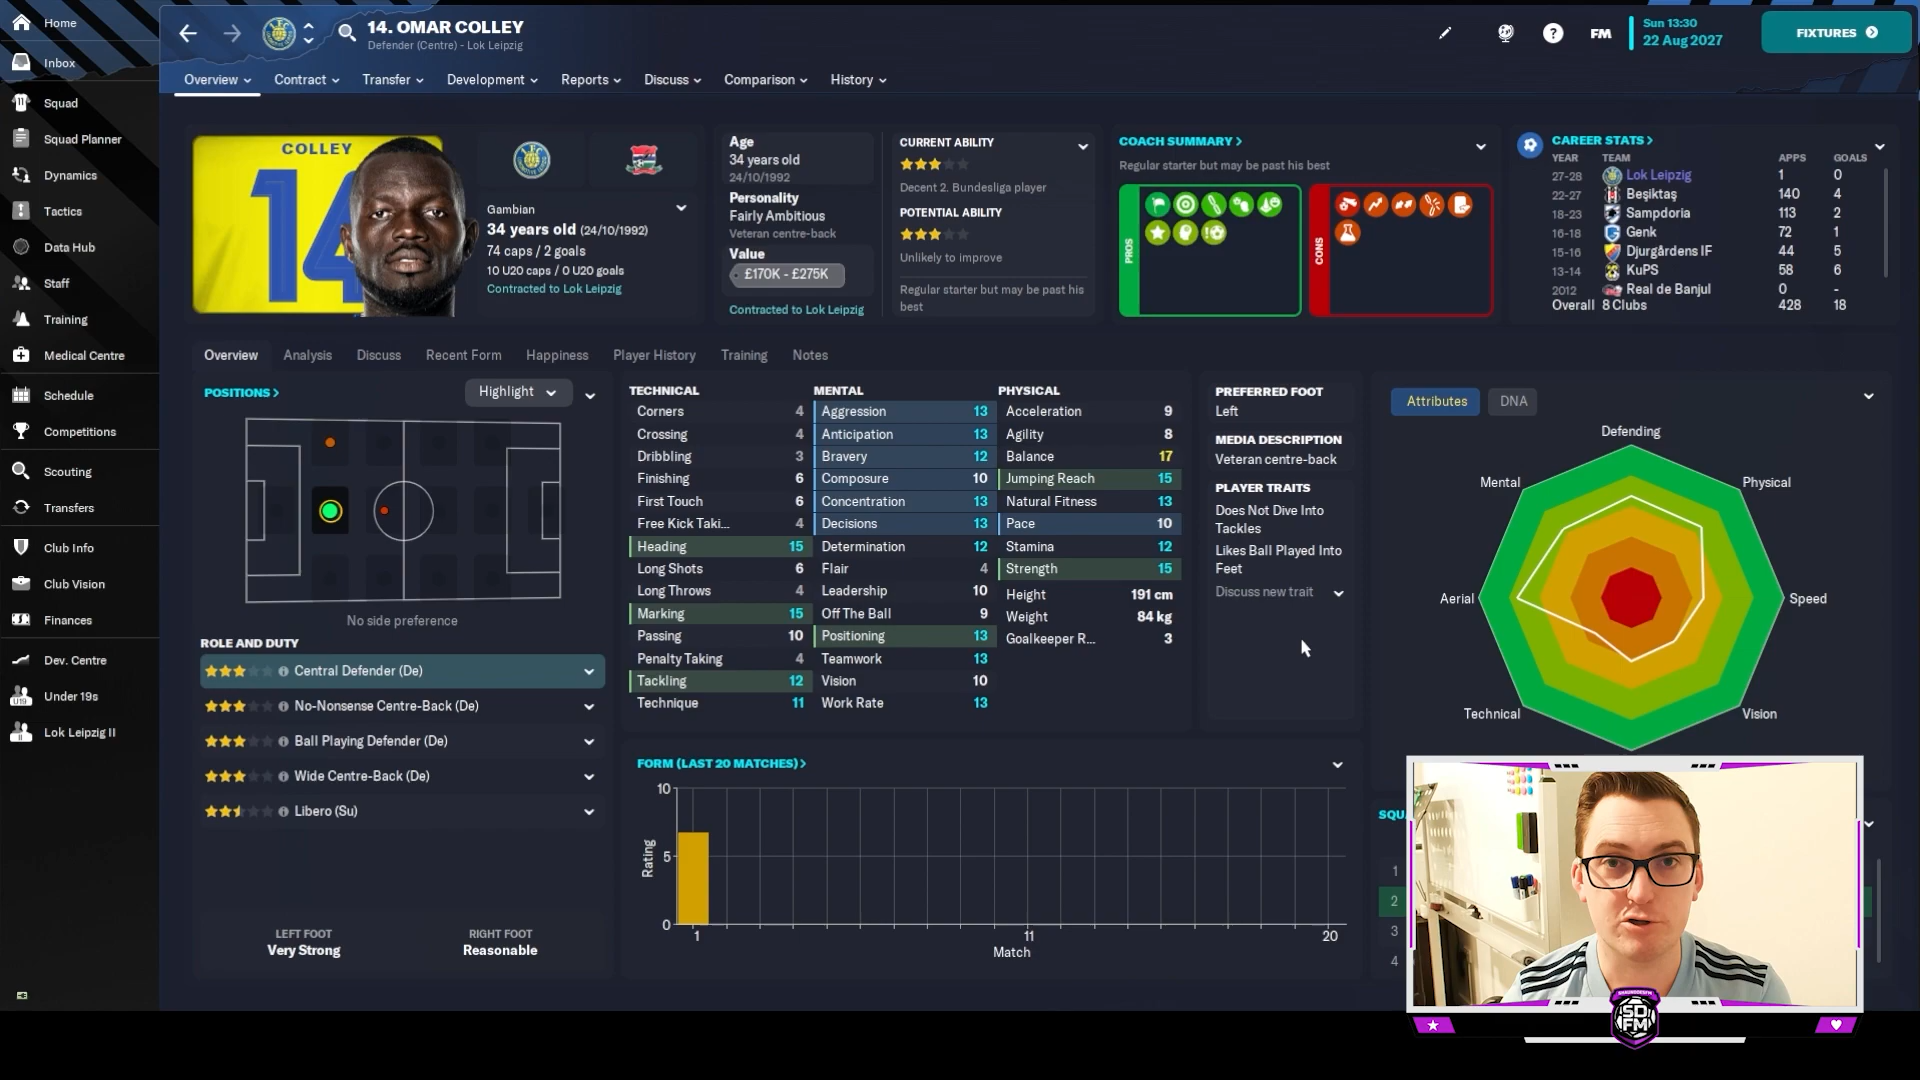 Home
Inbox
Squad
Squad Planner
Dynamics
Tactics
Data Hub
Staff
Training
Medical Centre
Schedule
Competitions
Scouting
Transfers
Club Info
Club Vision
Finances
Dev. Centre
Under 19s
Lok Leipzig II
14. OMAR COLLEY
Defender (Centre) - Lok Leipzig
FM
Sun 13:30
22 Aug 2027
FIXTURES
Overview
Contract
Transfer
Development
Reports
Discuss
Comparison
History
COLLEY
14
Gambian
34 years old (24/10/1992)
74 caps / 2 goals
10 U20 caps / 0 U20 goals
Contracted to Lok Leipzig
Age
34 years old
24/10/1992
Personality
Fairly Ambitious
Veteran centre-back
Value
£170K - £275K
Contracted to Lok Leipzig
CURRENT ABILITY
Decent 2. Bundesliga player
POTENTIAL ABILITY
Unlikely to improve
Regular starter but may be past his
best
COACH SUMMARY >
Regular starter but may be past his best
PROS
CONS
CAREER STATS >
YEAR TEAM APPS GOALS
27-28 Lok Leipzig 1 0
22-27 Beşiktaş 140 4
18-23 Sampdoria 113 2
16-18 Genk 72 1
15-16 Djurgårdens IF 44 5
13-14 KuPS 58 6
2012 Real de Banjul 0 -
Overall 8 Clubs 428 18
Overview
Analysis
Discuss
Recent Form
Happiness
Player History
Training
Notes
POSITIONS >
Highlight
No side preference
ROLE AND DUTY
Central Defender (De)
No-Nonsense Centre-Back (De)
Ball Playing Defender (De)
Wide Centre-Back (De)
Libero (Su)
LEFT FOOT
Very Strong
RIGHT FOOT
Reasonable
TECHNICAL
Corners 4
Crossing 4
Dribbling 3
Finishing 6
First Touch 6
Free Kick Taki... 4
Heading 15
Long Shots 6
Long Throws 4
Marking 15
Passing 10
Penalty Taking 4
Tackling 12
Technique 11
MENTAL
Aggression 13
Anticipation 13
Bravery 12
Composure 10
Concentration 13
Decisions 13
Determination 12
Flair 4
Leadership 10
Off The Ball 9
Positioning 13
Teamwork 13
Vision 10
Work Rate 13
PHYSICAL
Acceleration 9
Agility 8
Balance 17
Jumping Reach 15
Natural Fitness 13
Pace 10
Stamina 12
Strength 15
Height 191 cm
Weight 84 kg
Goalkeeper R... 3
PREFERRED FOOT
Left
MEDIA DESCRIPTION
Veteran centre-back
PLAYER TRAITS
Does Not Dive Into
Tackles
Likes Ball Played Into
Feet
Discuss new trait
Attributes
DNA
Defending
Physical
Speed
Vision
Technical
Aerial
Mental
FORM (LAST 20 MATCHES) >
Rating
10
5
0
1
11
20
Match
SQU
1
2
3
4
SD
FM